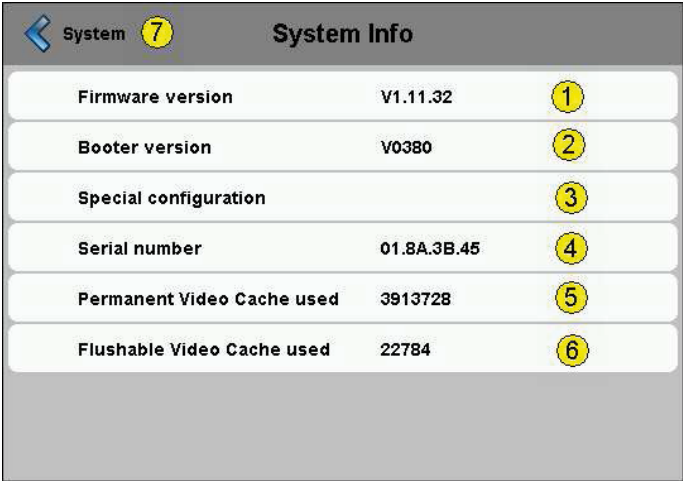 System 7 System Info
Firmware version V1.11.32 1
Booter version V0380 2
Special configuration 3
Serial number 01.8A.3B.45 4
Permanent Video Cache used 3913728 5
Flushable Video Cache used 22784 6